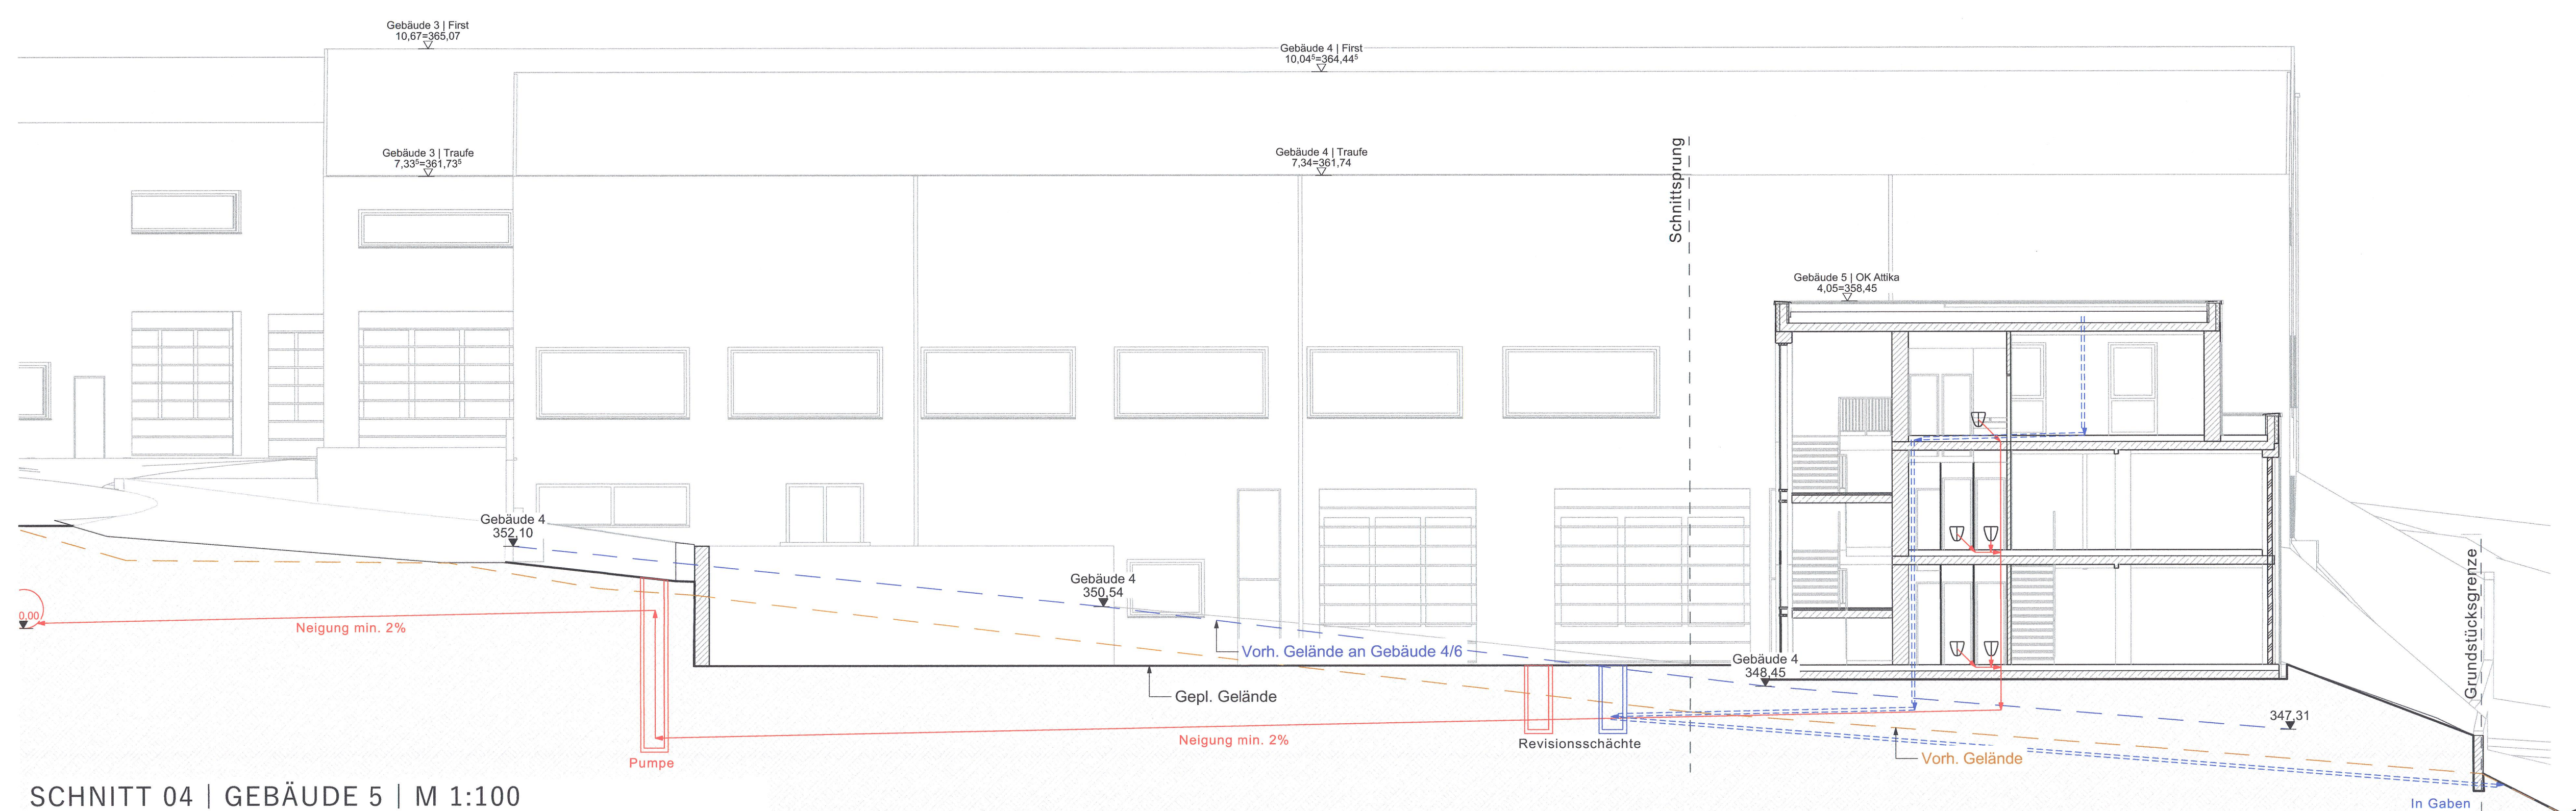 Gebäude 3 | First
10,67=365,07
Gebäude 4 | First
10,04⁵=364,44⁵
Gebäude 3 | Traufe
7,33⁵=361,73⁵
Gebäude 4 | Traufe
7,34=361,74
Schnittsprung
Gebäude 5 | OK Attika
4,05=358,45
Gebäude 4
352,10
Gebäude 4
350,54
0,00
Neigung min. 2%
Vorh. Gelände an Gebäude 4/6
Gebäude 4
348,45
Grundstücksgrenze
Gepl. Gelände
347,31
Neigung min. 2%
Revisionsschächte
Vorh. Gelände
Pumpe
SCHNITT 04 | GEBÄUDE 5 | M 1:100
In Gaben